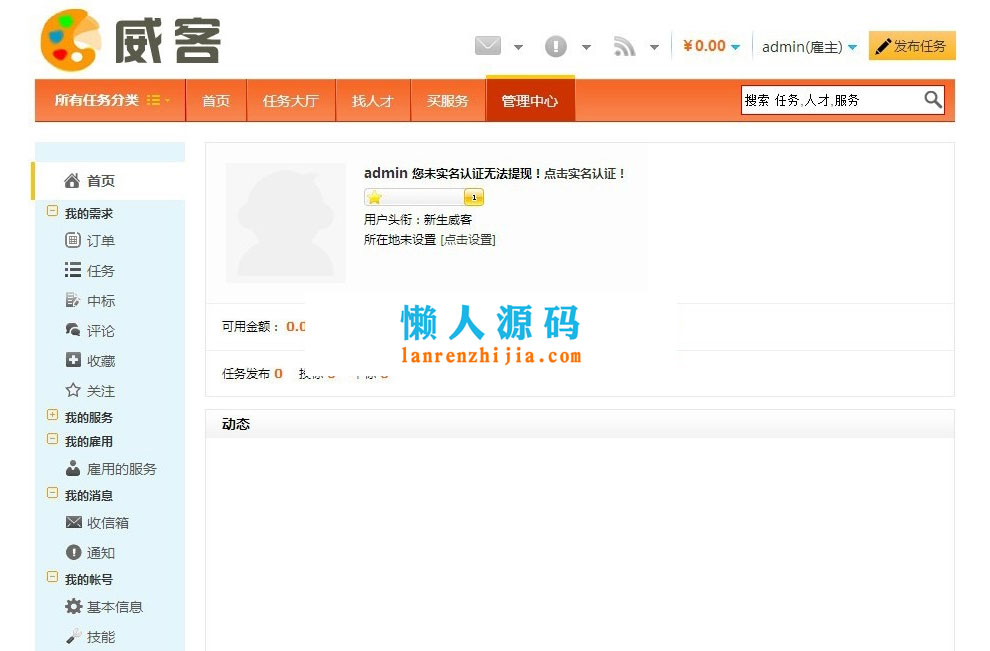 威客
¥0.00 admin(雇主) 发布任务
所有任务分类 首页 任务大厅 找人才 买服务 管理中心 搜索 任务,人才,服务
首页
我的需求
订单
任务
中标
评论
收藏
关注
我的服务
我的雇用
雇用的服务
我的消息
收信箱
通知
我的帐号
基本信息
技能
admin 您未实名认证无法提现！点击实名认证！
1
用户头衔：新生威客
所在地未设置 [点击设置]
可用金额： 0.0
懒人源码
lanrenzhijia.com
任务发布 0
动态